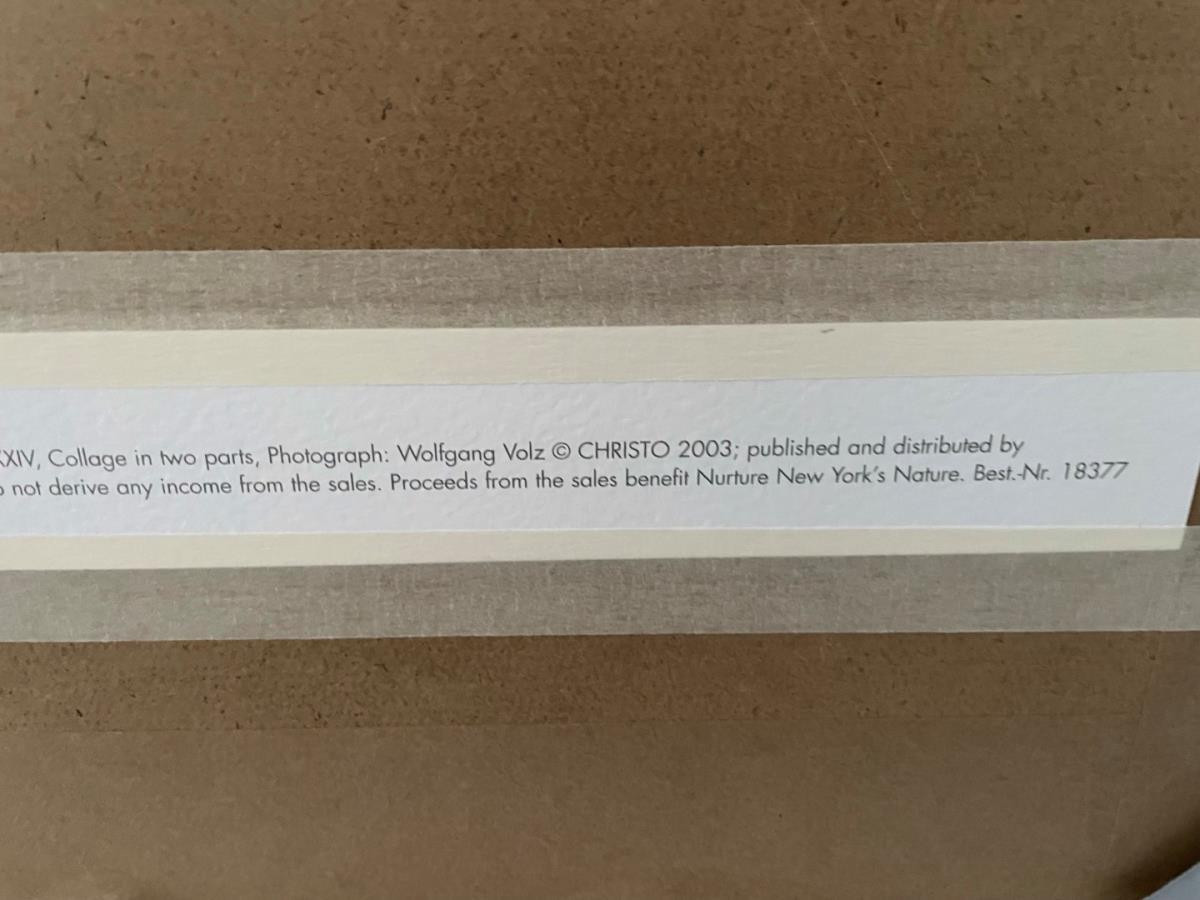 XIV, Collage in two parts, Photograph: Wolfgang Volz © CHRISTO 2003; published and distributed by
not derive any income from the sales. Proceeds from the sales benefit Nurture New York's Nature. Best.-Nr. 18377